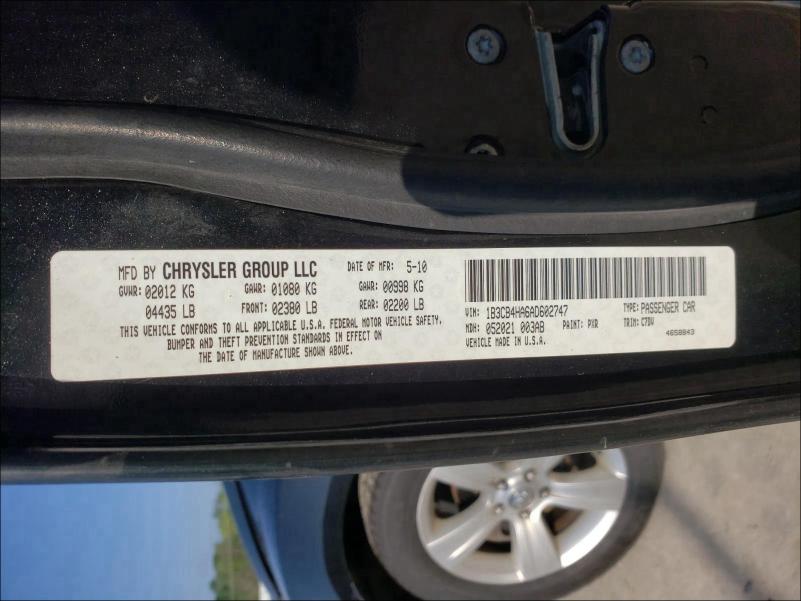 MFD BY CHRYSLER GROUP LLC DATE OF MFR: 5-10
GVWR: 02012 KG GAWR: 01080 KG GAWR: 00998 KG
04435 LB FRONT: 02380 LB REAR: 02200 LB
THIS VEHICLE CONFORMS TO ALL APPLICABLE U.S.A. FEDERAL MOTOR VEHICLE SAFETY,
BUMPER AND THEFT PREVENTION STANDARDS IN EFFECT ON
THE DATE OF MANUFACTURE SHOWN ABOVE.
VIN: 1B3CB4HA6AD602747 TYPE: PASSENGER CAR
MDH: 052021 003AB PAINT: PXR TRIM: C7DV
VEHICLE MADE IN U.S.A. 4658843